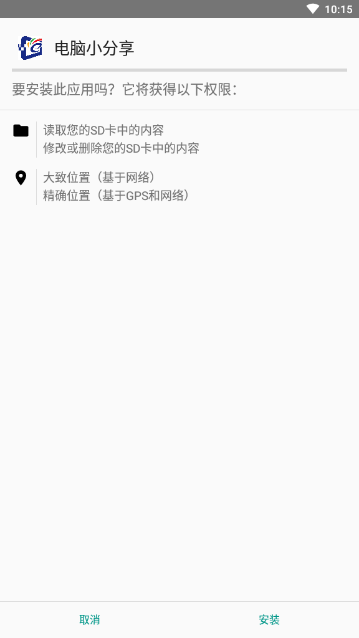 10:15
电脑小分享
要安装此应用吗？它将获得以下权限：
读取您的SD卡中的内容
修改或删除您的SD卡中的内容
大致位置（基于网络）
精确位置（基于GPS和网络）
取消
安装